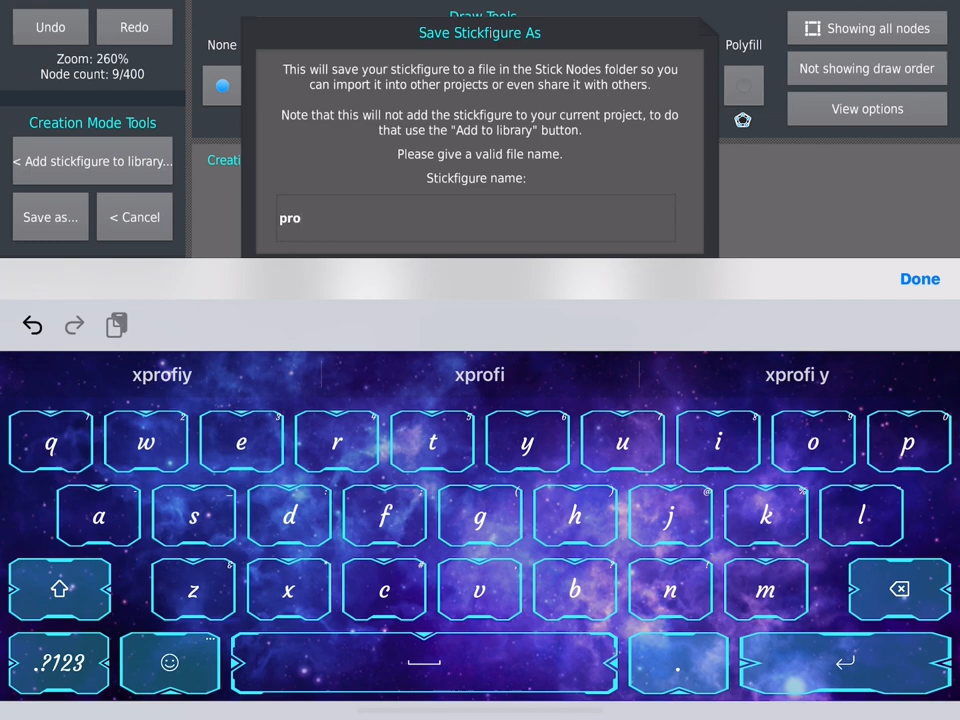 Undo
Redo
Zoom: 260%
Node count: 9/400
Creation Mode Tools
< Add stickfigure to library...
Save as...
< Cancel
Draw Tools
None
Polyfill
Creati
Showing all nodes
Not showing draw order
View options
Save Stickfigure As
This will save your stickfigure to a file in the Stick Nodes folder so you
can import it into other projects or even share it with others.
Note that this will not add the stickfigure to your current project, to do
that use the "Add to library" button.
Please give a valid file name.
Stickfigure name:
pro
Done
xprofiy
xprofi
xprofi y
q w e r t y u i o p
a s d f g h j k l
z x c v b n m
.?123
.